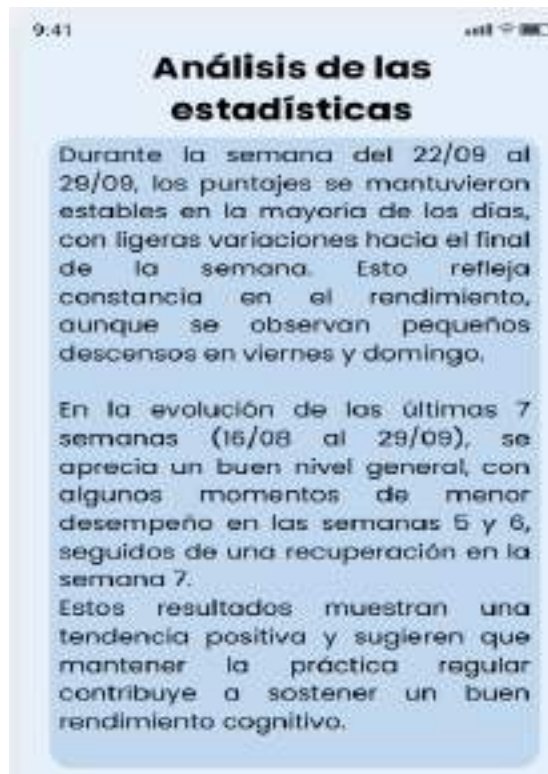 9:41
Análisis de las
estadísticas
Durante la semana del 22/09 al
29/09, los puntajes se mantuvieron
estables en la mayoría de los días,
con ligeras variaciones hacia el final
de la semana. Esto refleja
constancia en el rendimiento,
aunque se observan pequeños
descensos en viernes y domingo.
En la evolución de las últimas 7
semanas (16/08 al 29/09), se
aprecia un buen nivel general, con
algunos momentos de menor
desempeño en las semanas 5 y 6,
seguidos de una recuperación en la
semana 7.
Estos resultados muestran una
tendencia positiva y sugieren que
mantener la práctica regular
contribuye a sostener un buen
rendimiento cognitivo.